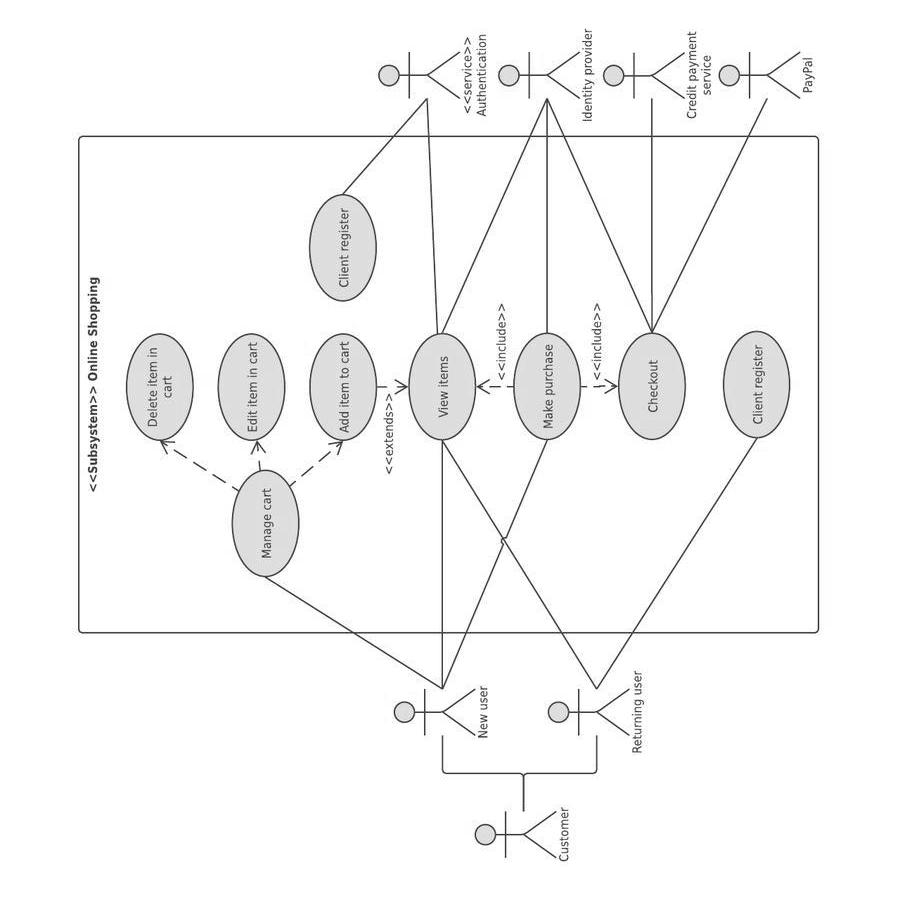 <<Subsystem>> Online Shopping
Delete item in
cart
Edit item in cart
Add item to cart
Manage cart
<<extends>>
Client register
View items
<<include>>
Make purchase
<<include>>
Checkout
Client register
<<service>>
Authentication
Identity provider
Credit payment
service
PayPal
New user
Returning user
Customer